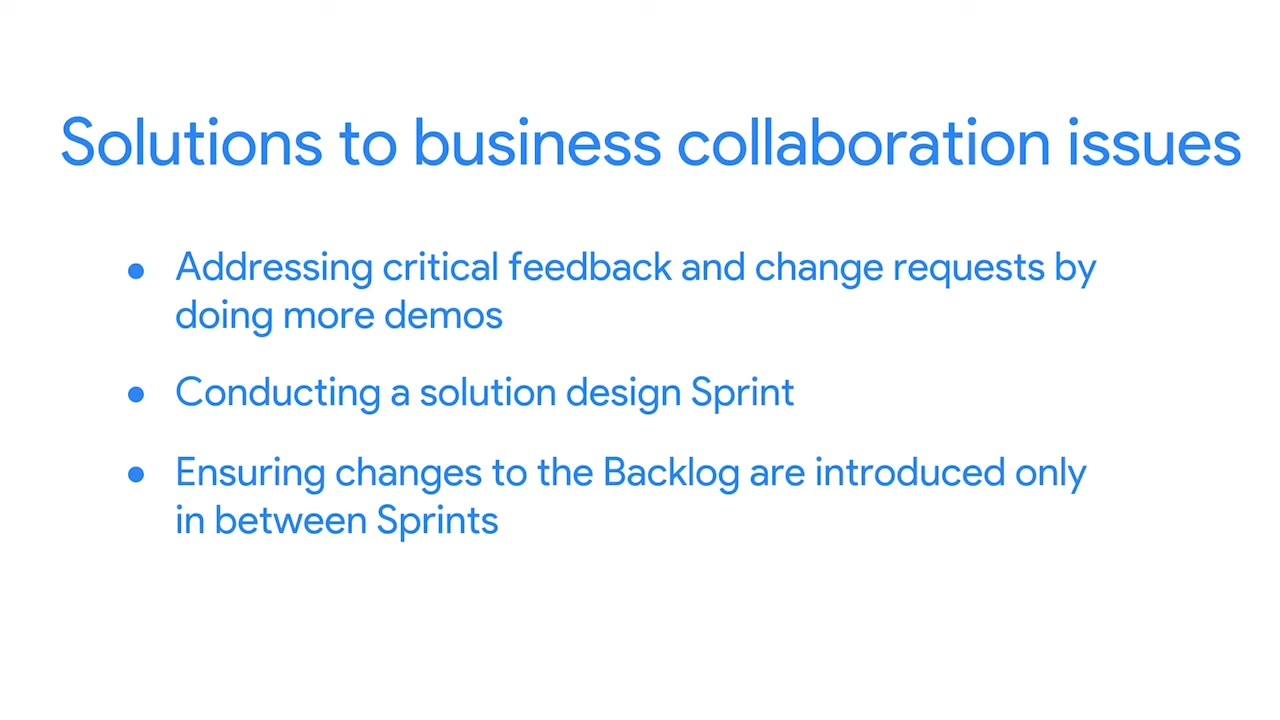 Solutions to business collaboration issues
● Addressing critical feedback and change requests by
doing more demos
● Conducting a solution design Sprint
● Ensuring changes to the Backlog are introduced only
in between Sprints